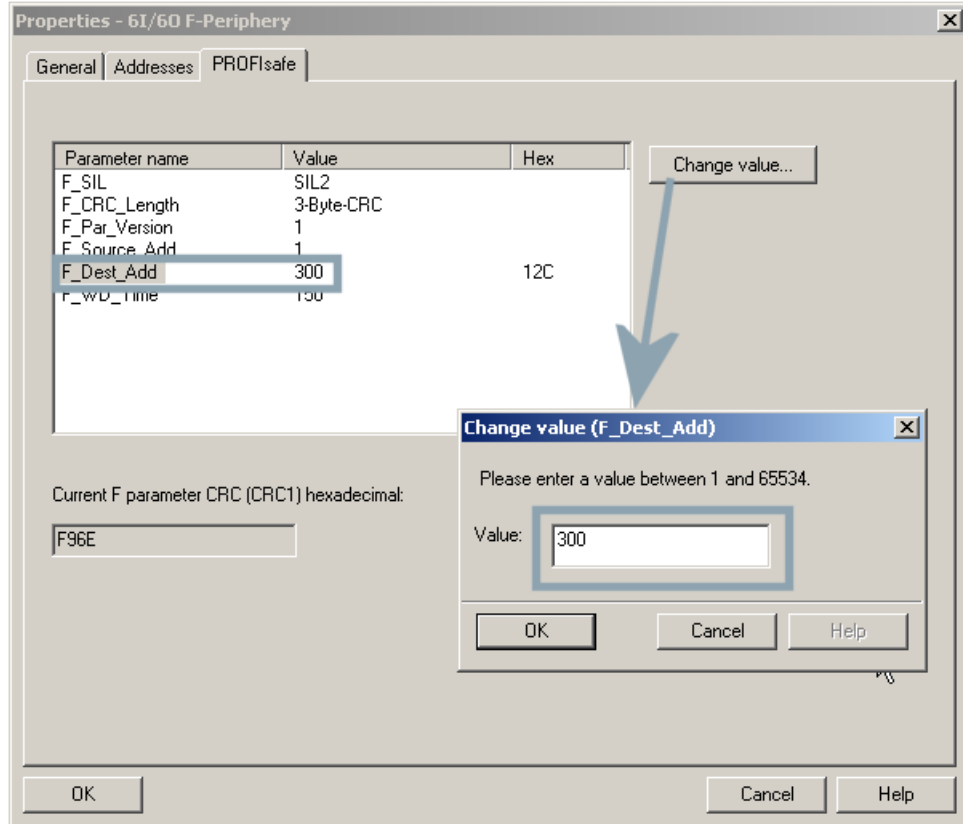 Properties - 6I/6O F-Periphery
General Addresses PROFIsafe
Parameter name Value Hex
F_SIL SIL2
F_CRC_Length 3-Byte-CRC
F_Par_Version 1
F_Source_Add 1
F_Dest_Add 300 12C
F_WD_Time 150
Change value...
Change value (F_Dest_Add)
Please enter a value between 1 and 65534.
Value: 300
OK Cancel Help
Current F parameter CRC (CRC1) hexadecimal:
F96E
OK Cancel Help